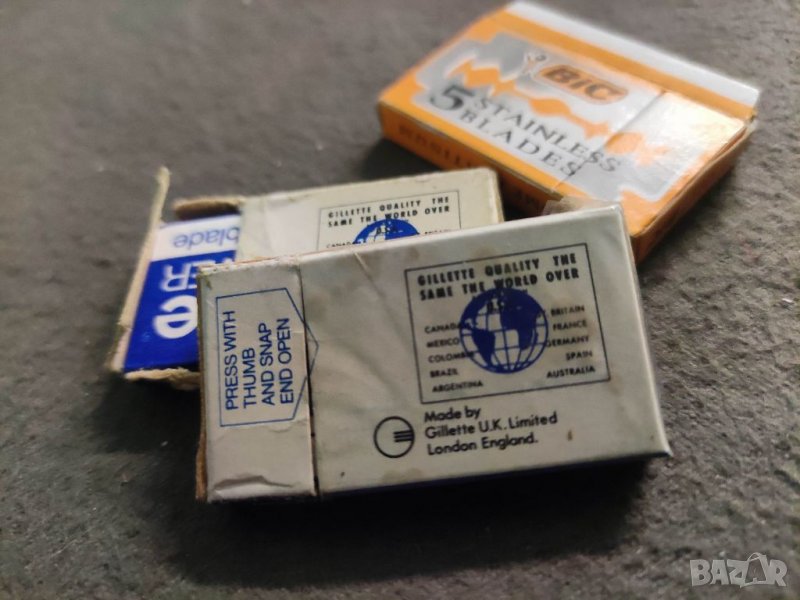 BIC
5 STAINLESS
BLADES
GILLETTE QUALITY THE
SAME THE WORLD OVER
U.S.A.
CANADA
blade
GILLETTE QUALITY THE
SAME THE WORLD OVER
CANADA BRITAIN
MEXICO FRANCE
COLOMBIA GERMANY
BRAZIL SPAIN
ARGENTINA AUSTRALIA
PRESS WITH
THUMB
AND SNAP
END OPEN
Made by
Gillette U.K. Limited
London England.
BAZAR